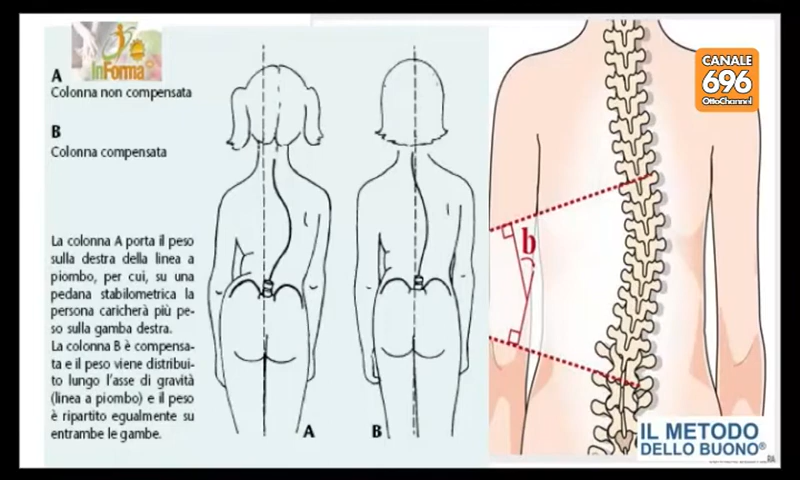 InForma
CANALE
696
OttoChannel
A
Colonna non compensata
B
Colonna compensata
La colonna A porta il peso
sulla destra della linea a
piombo, per cui, su una
pedana stabilometrica la
persona caricherà più pe-
so sulla gamba destra.
La colonna B è compensa-
ta e il peso viene distribui-
to lungo l'asse di gravità
(linea a piombo) e il peso
è ripartito egualmente su
entrambe le gambe.
A
B
b
IL METODO
DELLO BUONO®